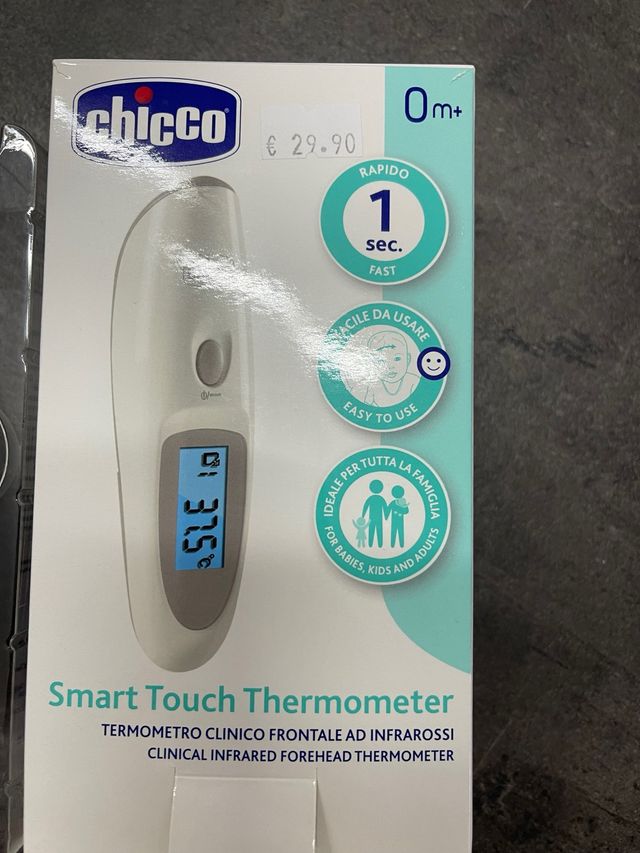 chicco
€ 29.90
0m+
RAPIDO
1
sec.
FAST
FACILE DA USARE
EASY TO USE
37.5°C
IDEALE PER TUTTA LA FAMIGLIA
FOR BABIES, KIDS AND ADULTS
Smart Touch Thermometer
TERMOMETRO CLINICO FRONTALE AD INFRAROSSI
CLINICAL INFRARED FOREHEAD THERMOMETER